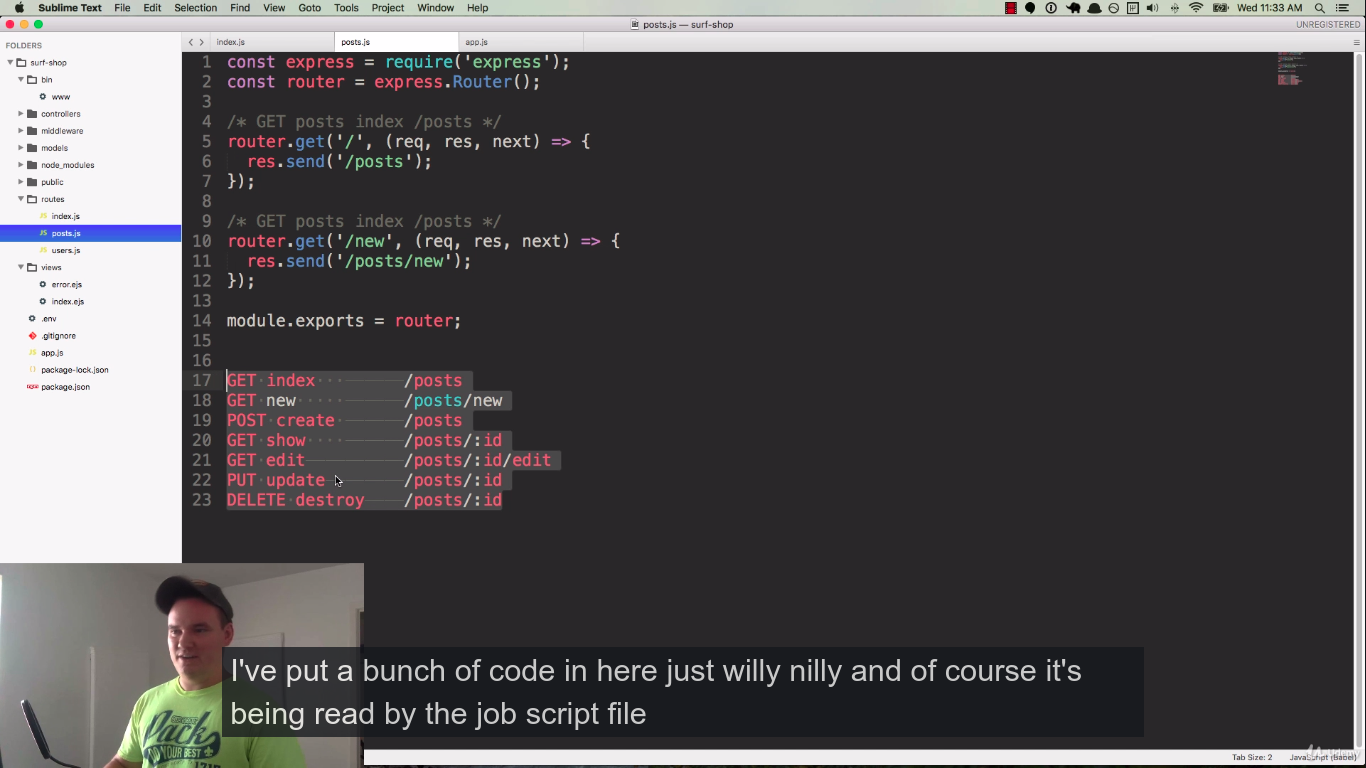 Sublime Text File Edit Selection Find View Goto Tools Project Window Help Wed 11:33 AM
posts.js — surf-shop UNREGISTERED
FOLDERS
surf-shop
bin
www
controllers
middleware
models
node_modules
public
routes
JS index.js
JS posts.js
JS users.js
views
error.ejs
index.ejs
.env
.gitignore
JS app.js
package-lock.json
package.json
index.js posts.js app.js
1 const express = require('express');
2 const router = express.Router();
3
4 /* GET posts index /posts */
5 router.get('/', (req, res, next) => {
6 res.send('/posts');
7 });
8
9 /* GET posts index /posts */
10 router.get('/new', (req, res, next) => {
11 res.send('/posts/new');
12 });
13
14 module.exports = router;
15
16
17 GET index /posts
18 GET new /posts/new
19 POST create /posts
20 GET show /posts/:id
21 GET edit /posts/:id/edit
22 PUT update /posts/:id
23 DELETE destroy /posts/:id
I've put a bunch of code in here just willy nilly and of course it's
being read by the job script file
Tab Size: 2 JavaScript (Babel)